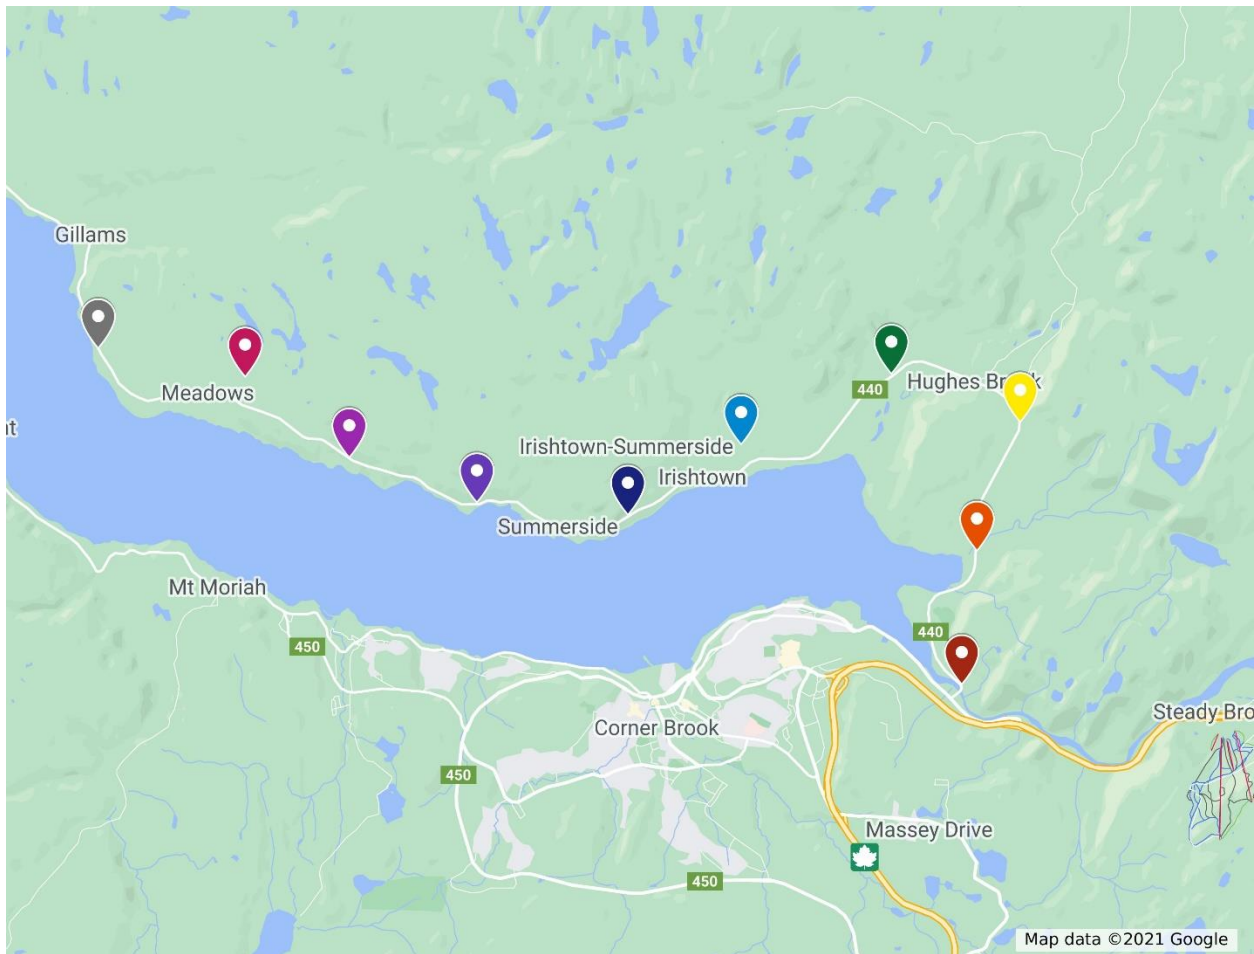 Gillams
Meadows
440
Hughes Brook
Irishtown-Summerside
Irishtown
Summerside
Mt Moriah
440
450
Steady Bro
Corner Brook
450
Massey Drive
450
Map data ©2021 Google